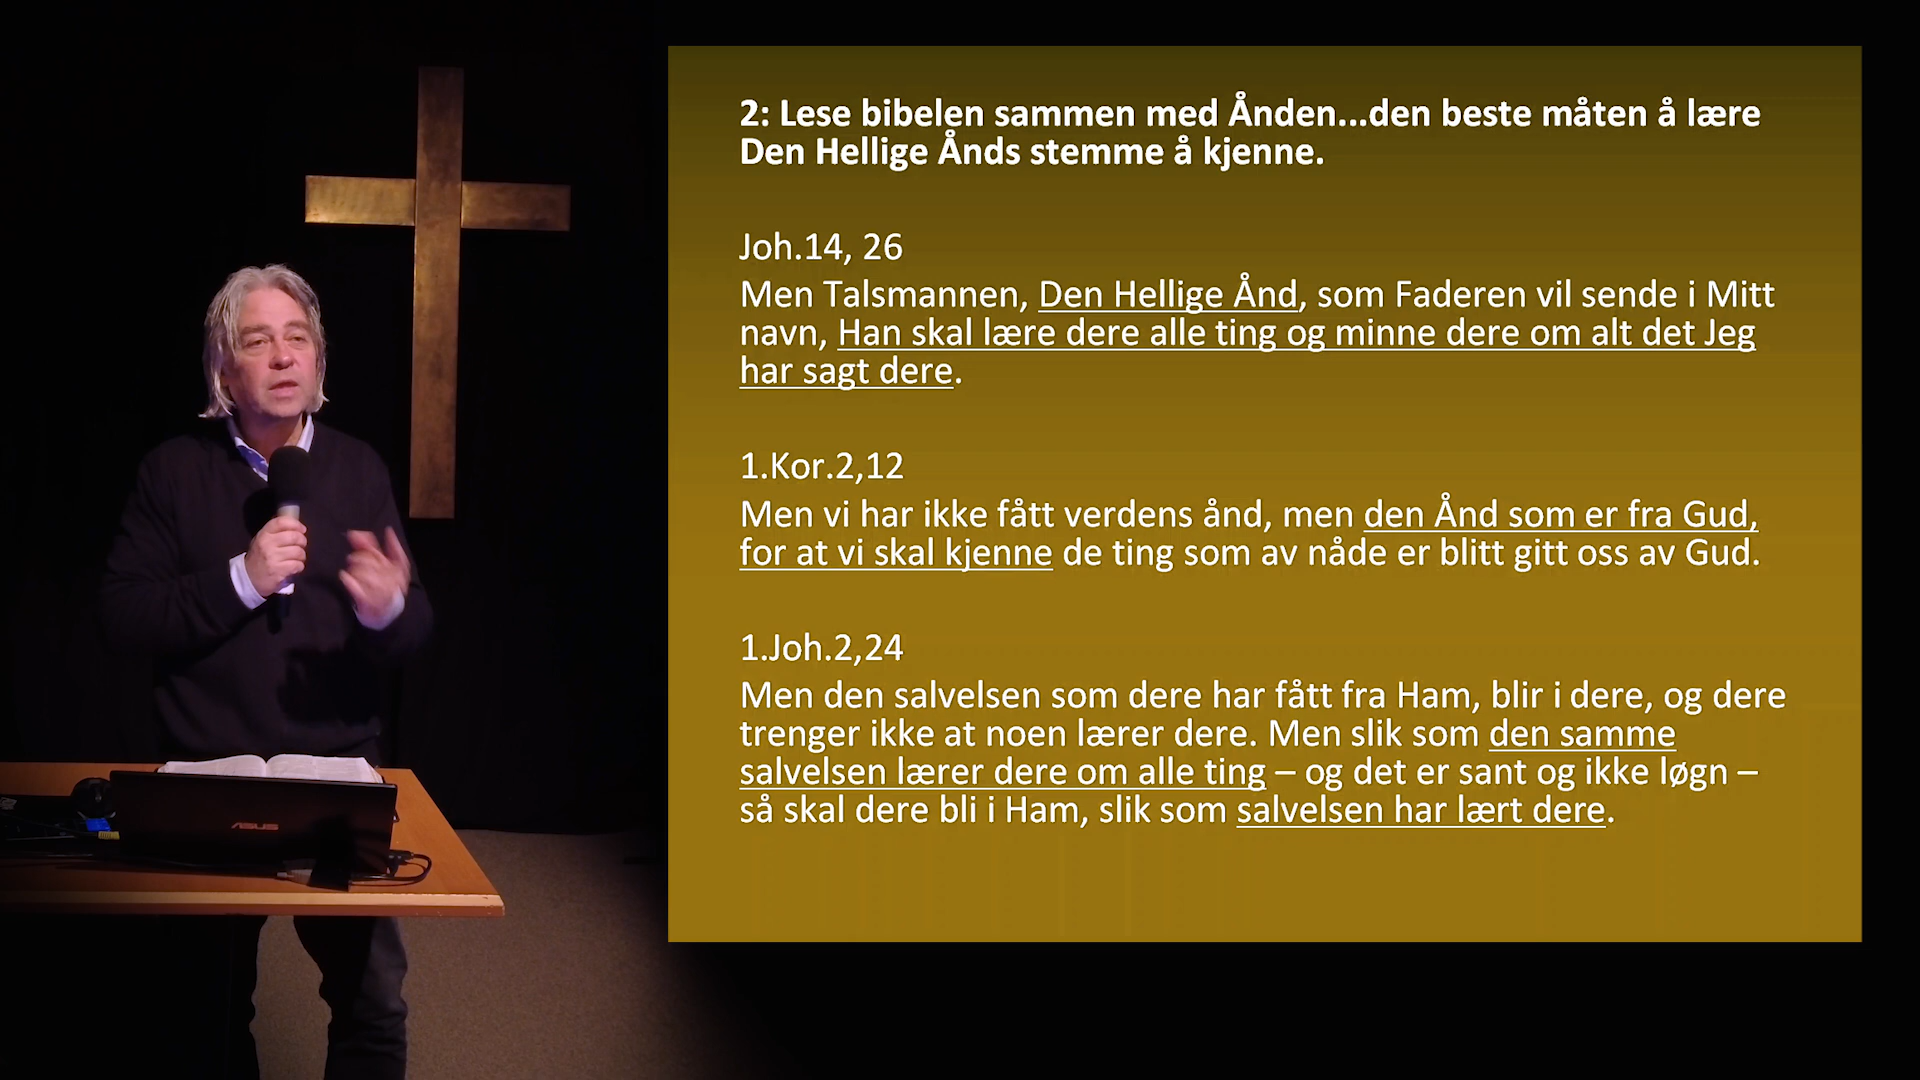 2: Lese bibelen sammen med Ånden...den beste måten å lære
Den Hellige Ånds stemme å kjenne.
Joh.14, 26
Men Talsmannen, Den Hellige Ånd, som Faderen vil sende i Mitt
navn, Han skal lære dere alle ting og minne dere om alt det Jeg
har sagt dere.
1.Kor.2,12
Men vi har ikke fått verdens ånd, men den Ånd som er fra Gud,
for at vi skal kjenne de ting som av nåde er blitt gitt oss av Gud.
1.Joh.2,24
Men den salvelsen som dere har fått fra Ham, blir i dere, og dere
trenger ikke at noen lærer dere. Men slik som den samme
salvelsen lærer dere om alle ting – og det er sant og ikke løgn –
så skal dere bli i Ham, slik som salvelsen har lært dere.
ASUS